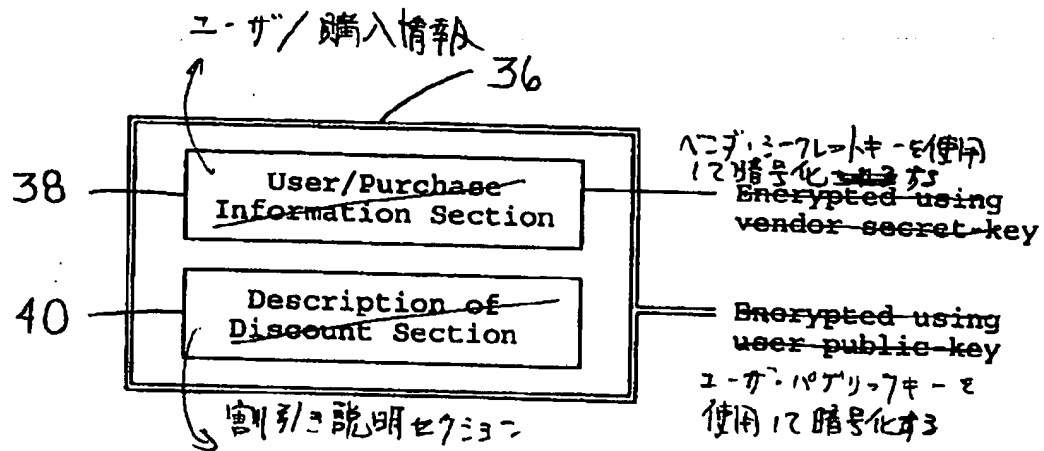 ユーザ/購入情報
36
38
User/Purchase
Information Section
ベンダ・シークレットキーを使用
して暗号化する
Encrypted using
vendor secret-key
40
Description of
Discount Section
Encrypted using
user public-key
ユーザ・パブリックキーを
使用して暗号化する
割引き説明セクション